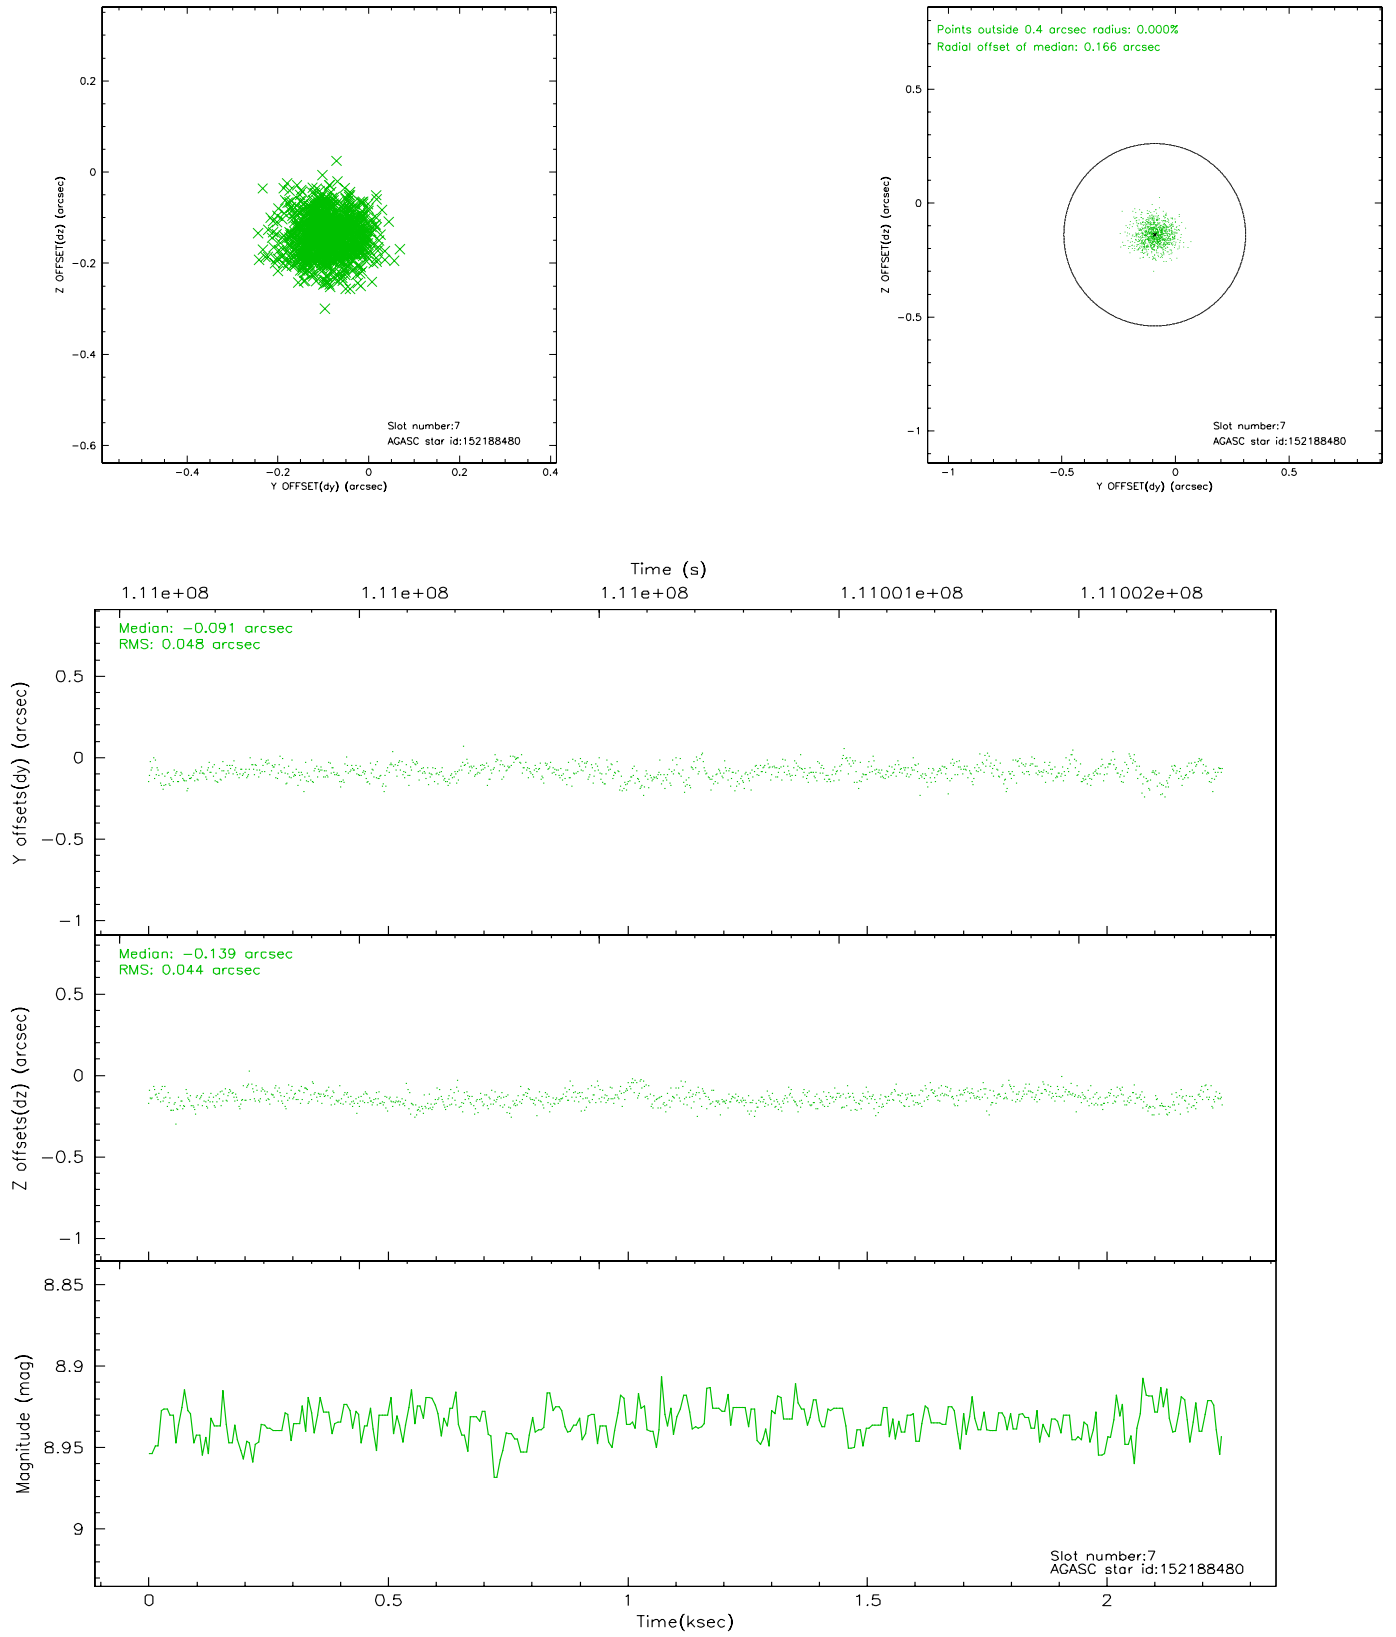 0.2
0
-0.2
-0.4
-0.6
Z OFFSET(dz) (arcsec)
Slot number:7
AGASC star id:152188480
-0.4 -0.2 0 0.2 0.4
Y OFFSET(dy) (arcsec)
Points outside 0.4 arcsec radius: 0.000%
Radial offset of median: 0.166 arcsec
0.5
0
-0.5
-1
Z OFFSET(dz) (arcsec)
Slot number:7
AGASC star id:152188480
-1 -0.5 0 0.5
Y OFFSET(dy) (arcsec)
Time (s)
1.11e+08 1.11e+08 1.11e+08 1.11001e+08 1.11002e+08
Median: -0.091 arcsec
RMS: 0.048 arcsec
0.5
0
-0.5
-1
Y offsets(dy) (arcsec)
Median: -0.139 arcsec
RMS: 0.044 arcsec
0.5
0
-0.5
-1
Z offsets(dz) (arcsec)
8.85
8.9
8.95
9
Magnitude (mag)
Slot number:7
AGASC star id:152188480
0 0.5 1 1.5 2
Time(ksec)